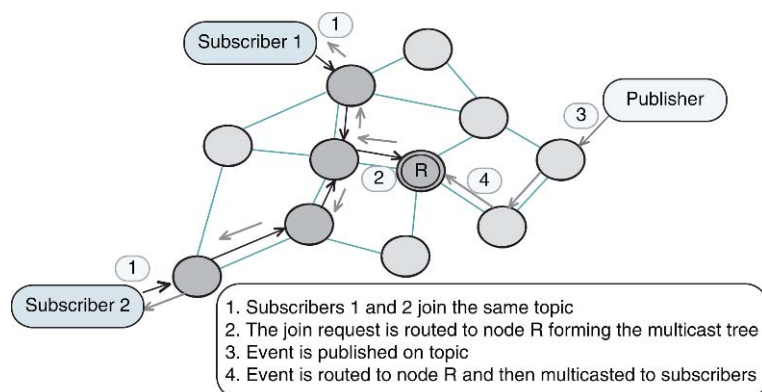 1
Subscriber 1
3
Publisher
2
R
4
1
Subscriber 2
1. Subscribers 1 and 2 join the same topic
2. The join request is routed to node R forming the multicast tree
3. Event is published on topic
4. Event is routed to node R and then multicasted to subscribers